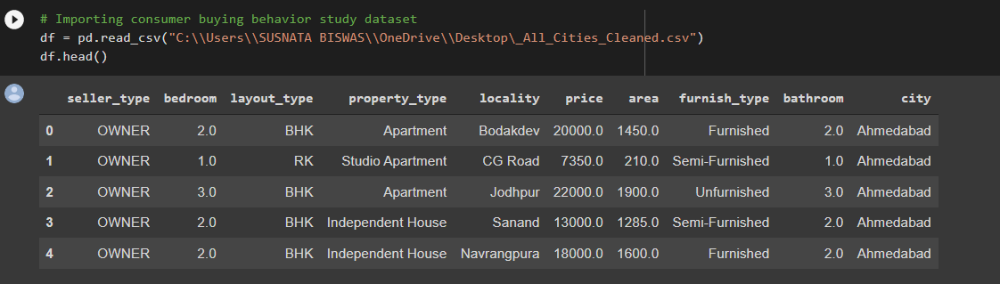 # Importing consumer buying behavior study dataset
df = pd.read_csv("C:\\Users\\SUSNATA BISWAS\\OneDrive\\Desktop\_All_Cities_Cleaned.csv")
df.head()
seller_type bedroom layout_type property_type locality price area furnish_type bathroom city
0 OWNER 2.0 BHK Apartment Bodakdev 20000.0 1450.0 Furnished 2.0 Ahmedabad
1 OWNER 1.0 RK Studio Apartment CG Road 7350.0 210.0 Semi-Furnished 1.0 Ahmedabad
2 OWNER 3.0 BHK Apartment Jodhpur 22000.0 1900.0 Unfurnished 3.0 Ahmedabad
3 OWNER 2.0 BHK Independent House Sanand 13000.0 1285.0 Semi-Furnished 2.0 Ahmedabad
4 OWNER 2.0 BHK Independent House Navrangpura 18000.0 1600.0 Furnished 2.0 Ahmedabad